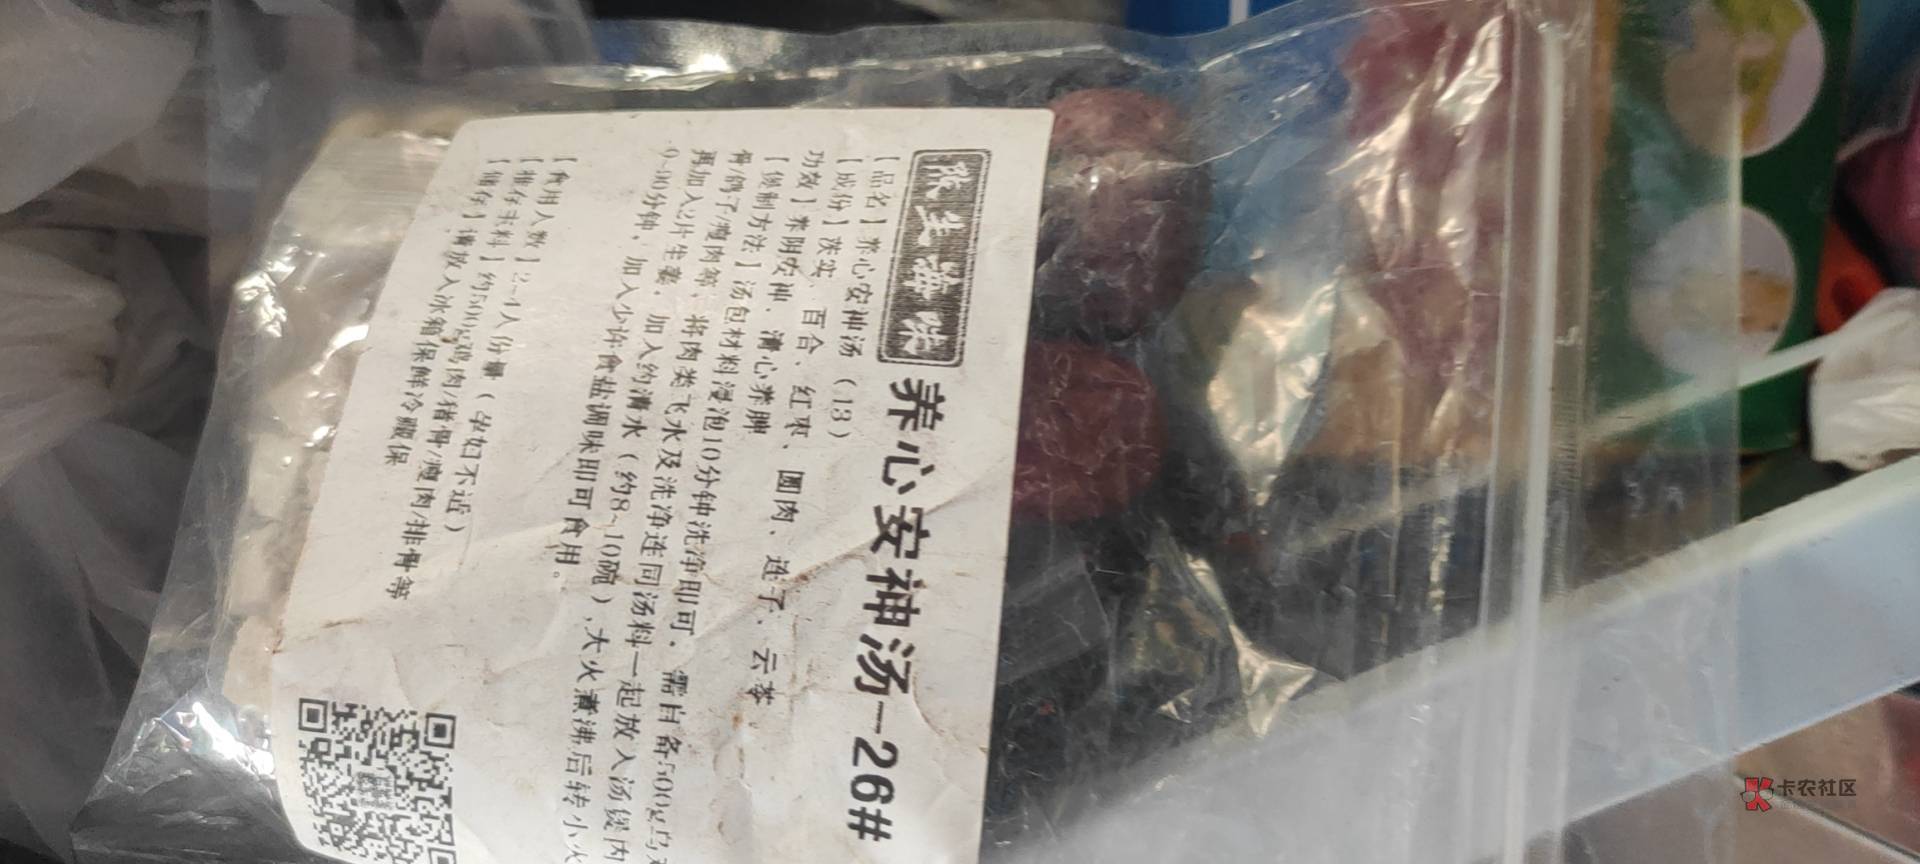 养心安神汤-26#
【品名】养心安神汤（13）
【成份】茨实、百合、红枣、圆肉、莲子、云苓
功效】养阴安神、清心养脾
【煲制方法】汤包材料浸泡10分钟洗净即可。需自备500g乌
骨/鸽子/瘦肉等，将肉类飞水及洗净连同汤料一起放入汤煲内
再加入2片生姜，加入约清水（约8-10碗），大火煮沸后转小火
分钟，加入少许食盐调味即可食用。
【食用人数】2-4人份量（孕妇不适）
【推存主料】约500g鸡肉/猪骨/瘦肉/排骨等
【储存】请放入冰箱保鲜冷藏保
卡农社区